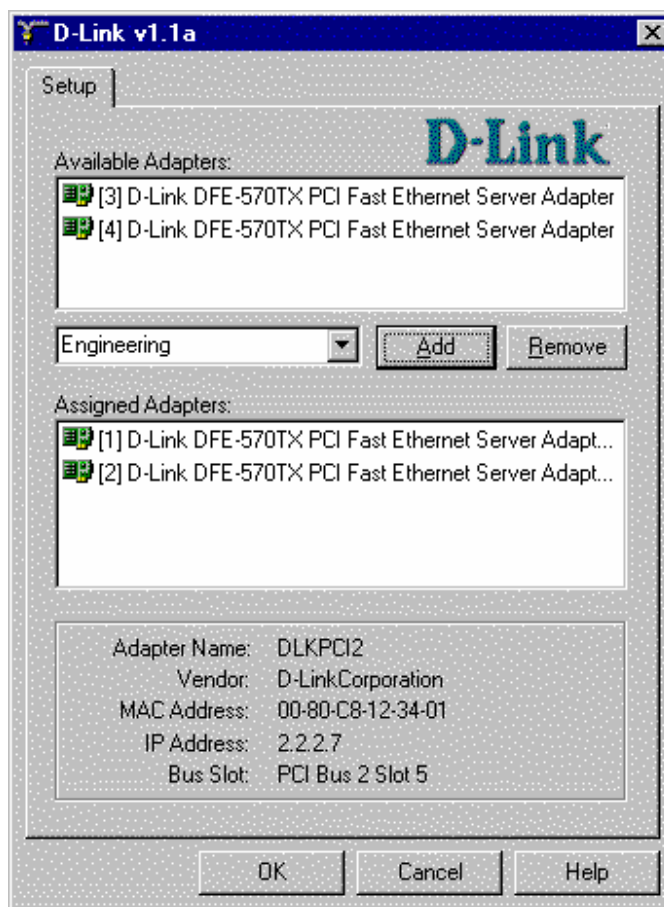 D-Link v1.1a
Setup
D-Link
Available Adapters:
[3] D-Link DFE-570TX PCI Fast Ethernet Server Adapter
[4] D-Link DFE-570TX PCI Fast Ethernet Server Adapter
Engineering Add Remove
Assigned Adapters:
[1] D-Link DFE-570TX PCI Fast Ethernet Server Adapt...
[2] D-Link DFE-570TX PCI Fast Ethernet Server Adapt...
Adapter Name: DLKPCI2
Vendor: D-LinkCorporation
MAC Address: 00-80-C8-12-34-01
IP Address: 2.2.2.7
Bus Slot: PCI Bus 2 Slot 5
OK Cancel Help